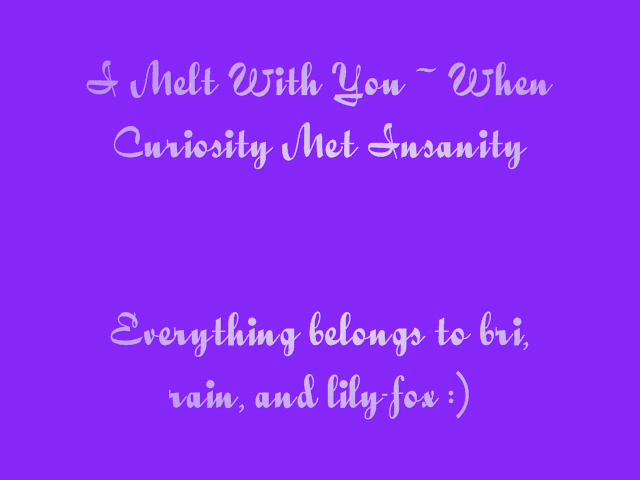 I Melt With You ~ When
Curiosity Met Insanity
Everything belongs to bri,
rain, and lily-fox :)